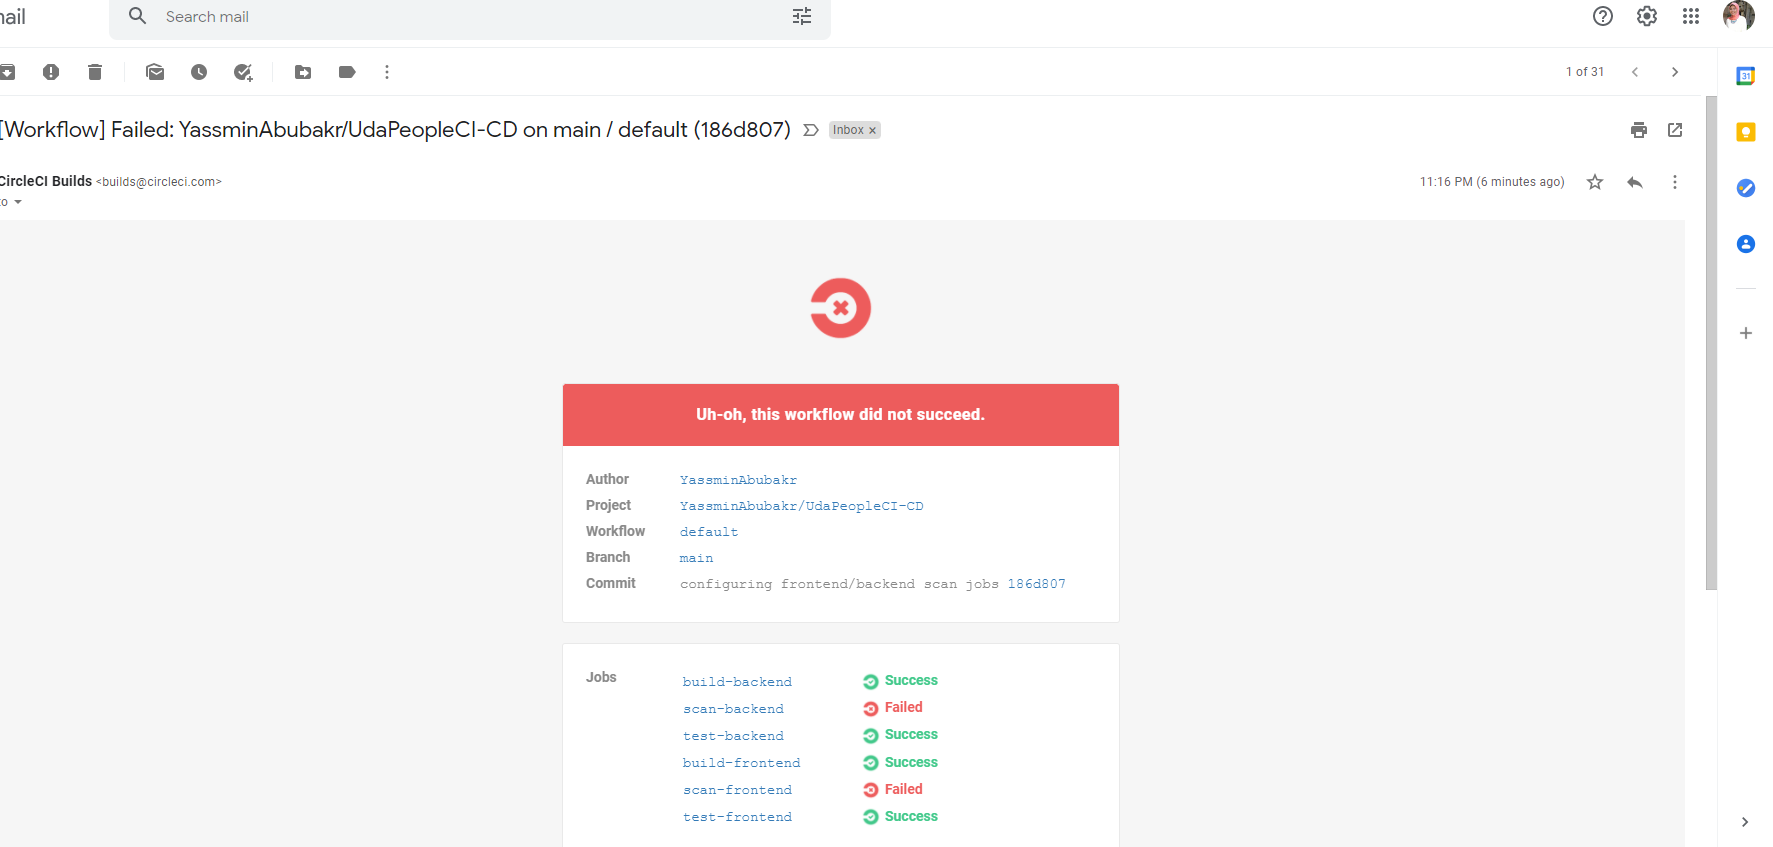 mail
Search mail
1 of 31
31
[Workflow] Failed: YassminAbubakr/UdaPeopleCI-CD on main / default (186d807)
Inbox x
CircleCI Builds <builds@circleci.com>
11:16 PM (6 minutes ago)
to
Uh-oh, this workflow did not succeed.
Author YassminAbubakr
Project YassminAbubakr/UdaPeopleCI-CD
Workflow default
Branch main
Commit configuring frontend/backend scan jobs 186d807
Jobs build-backend Success
scan-backend Failed
test-backend Success
build-frontend Success
scan-frontend Failed
test-frontend Success